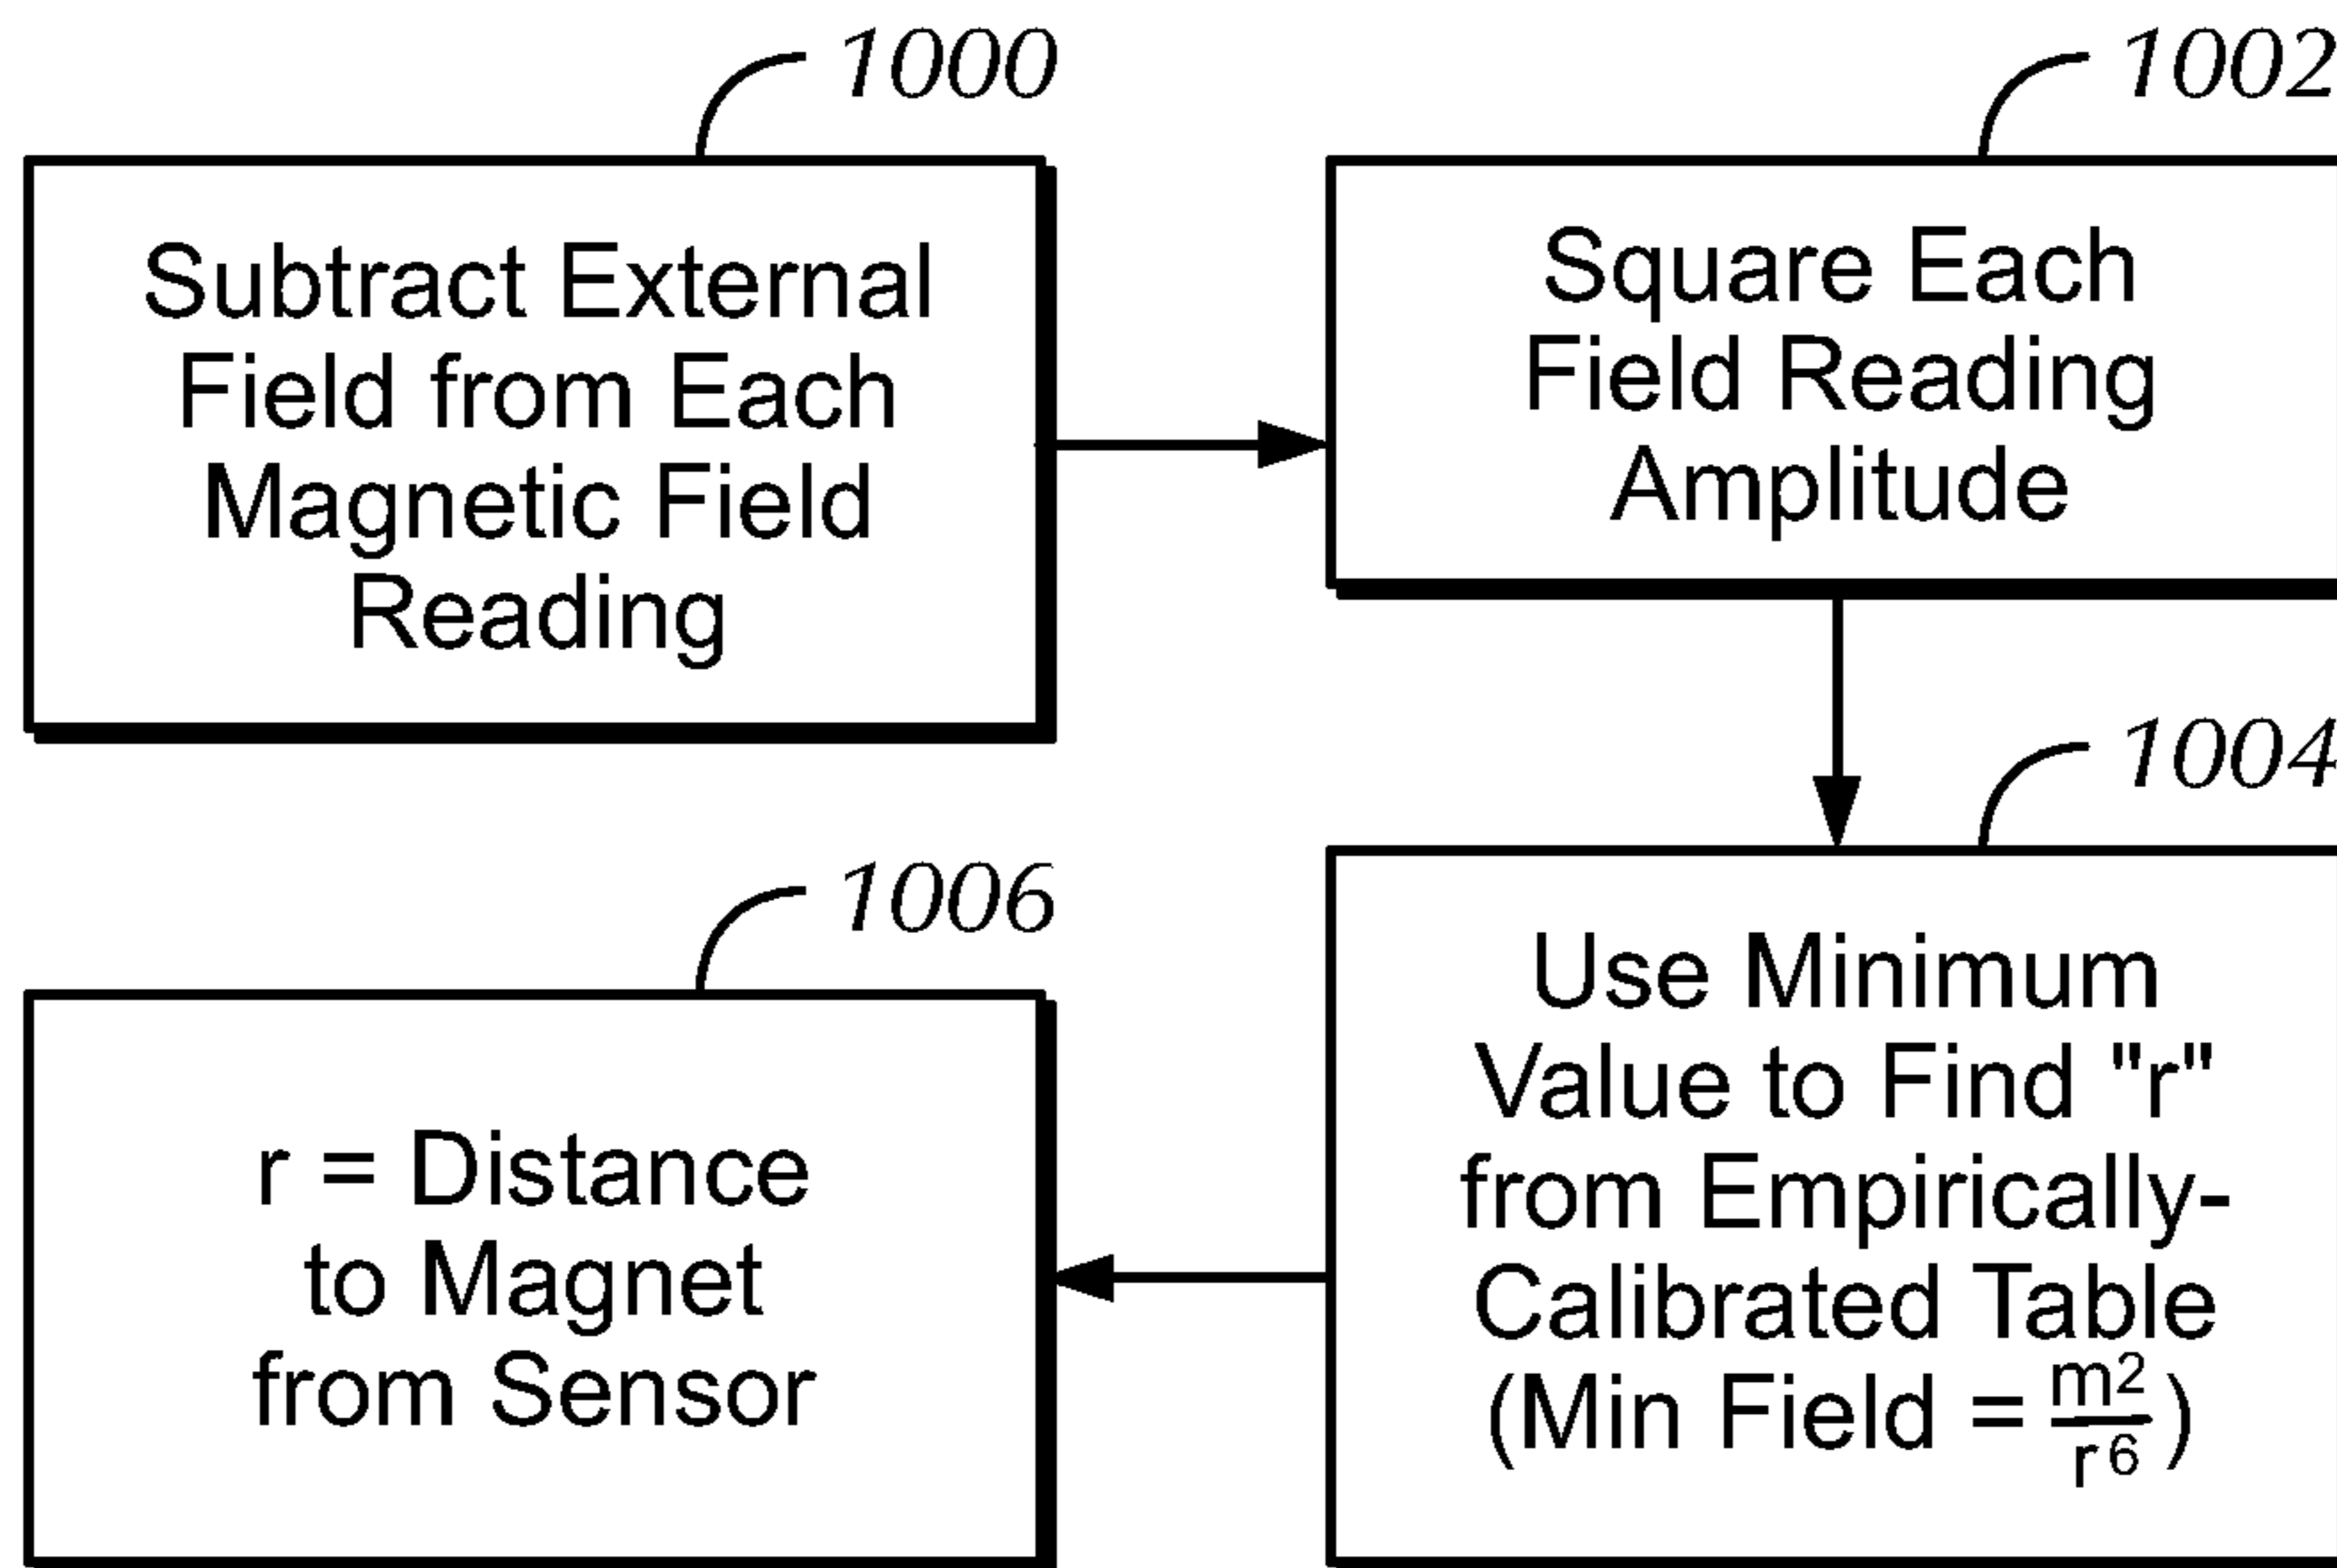 1000
Subtract External
Field from Each
Magnetic Field
Reading
1002
Square Each
Field Reading
Amplitude
1004
Use Minimum
Value to Find "r"
from Empirically-
Calibrated Table
(Min Field = m²/r⁶)
1006
r = Distance
to Magnet
from Sensor